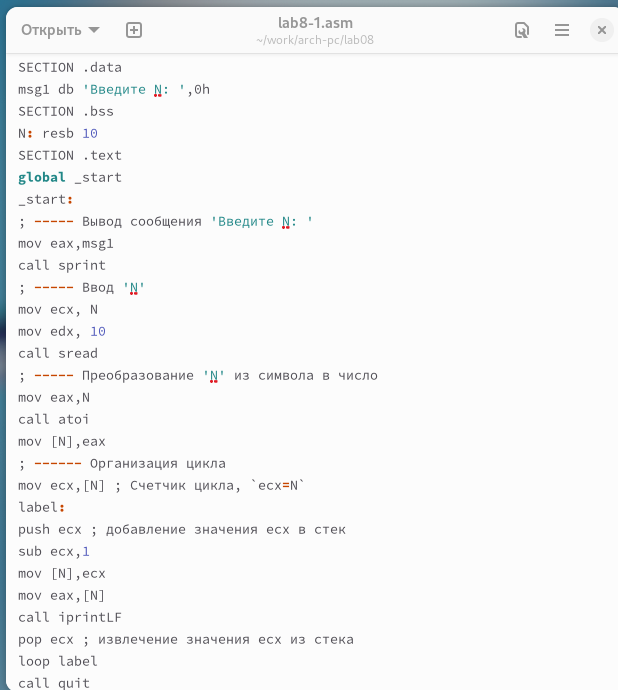 Открыть
lab8-1.asm
~/work/arch-pc/lab08
SECTION .data
msg1 db 'Введите N: ',0h
SECTION .bss
N: resb 10
SECTION .text
global _start
_start:
; ----- Вывод сообщения 'Введите N: '
mov eax,msg1
call sprint
; ----- Ввод 'N'
mov ecx, N
mov edx, 10
call sread
; ----- Преобразование 'N' из символа в число
mov eax,N
call atoi
mov [N],eax
; ------ Организация цикла
mov ecx,[N] ; Счетчик цикла, `ecx=N`
label:
push ecx ; добавление значения ecx в стек
sub ecx,1
mov [N],ecx
mov eax,[N]
call iprintLF
pop ecx ; извлечение значения ecx из стека
loop label
call quit